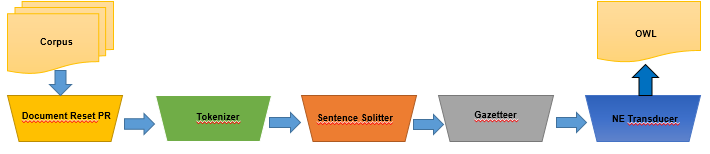 Corpus
OWL
Document Reset PR
Tokenizer
Sentence Splitter
Gazetteer
NE Transducer